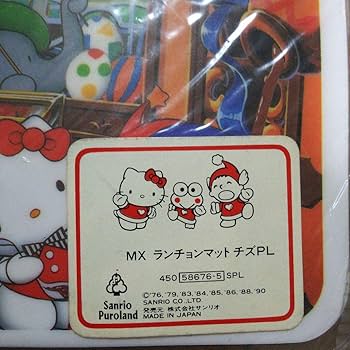 MX ランチョンマット チズPL
450 58676-5 SPL
Sanrio
Puroland
©'76,'79,'83,'84,'85,'86,'88,'90
SANRIO CO.,LTD.
発売元 株式会社サンリオ
MADE IN JAPAN